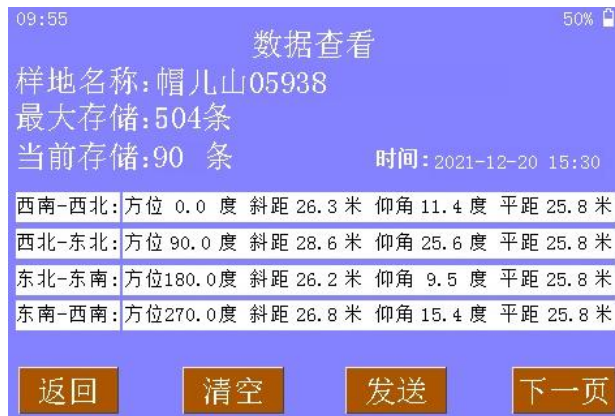 09:55 50%
数据查看
样地名称:帽儿山05938
最大存储:504条
当前存储:90 条 时间:2021-12-20 15:30
西南-西北: 方位 0.0 度 斜距 26.3 米 仰角 11.4 度 平距 25.8 米
西北-东北: 方位 90.0 度 斜距 28.6 米 仰角 25.6 度 平距 25.8 米
东北-东南: 方位180.0度 斜距 26.2 米 仰角 9.5 度 平距 25.8 米
东南-西南: 方位270.0度 斜距 26.8 米 仰角 15.4 度 平距 25.8 米
返回 清空 发送 下一页